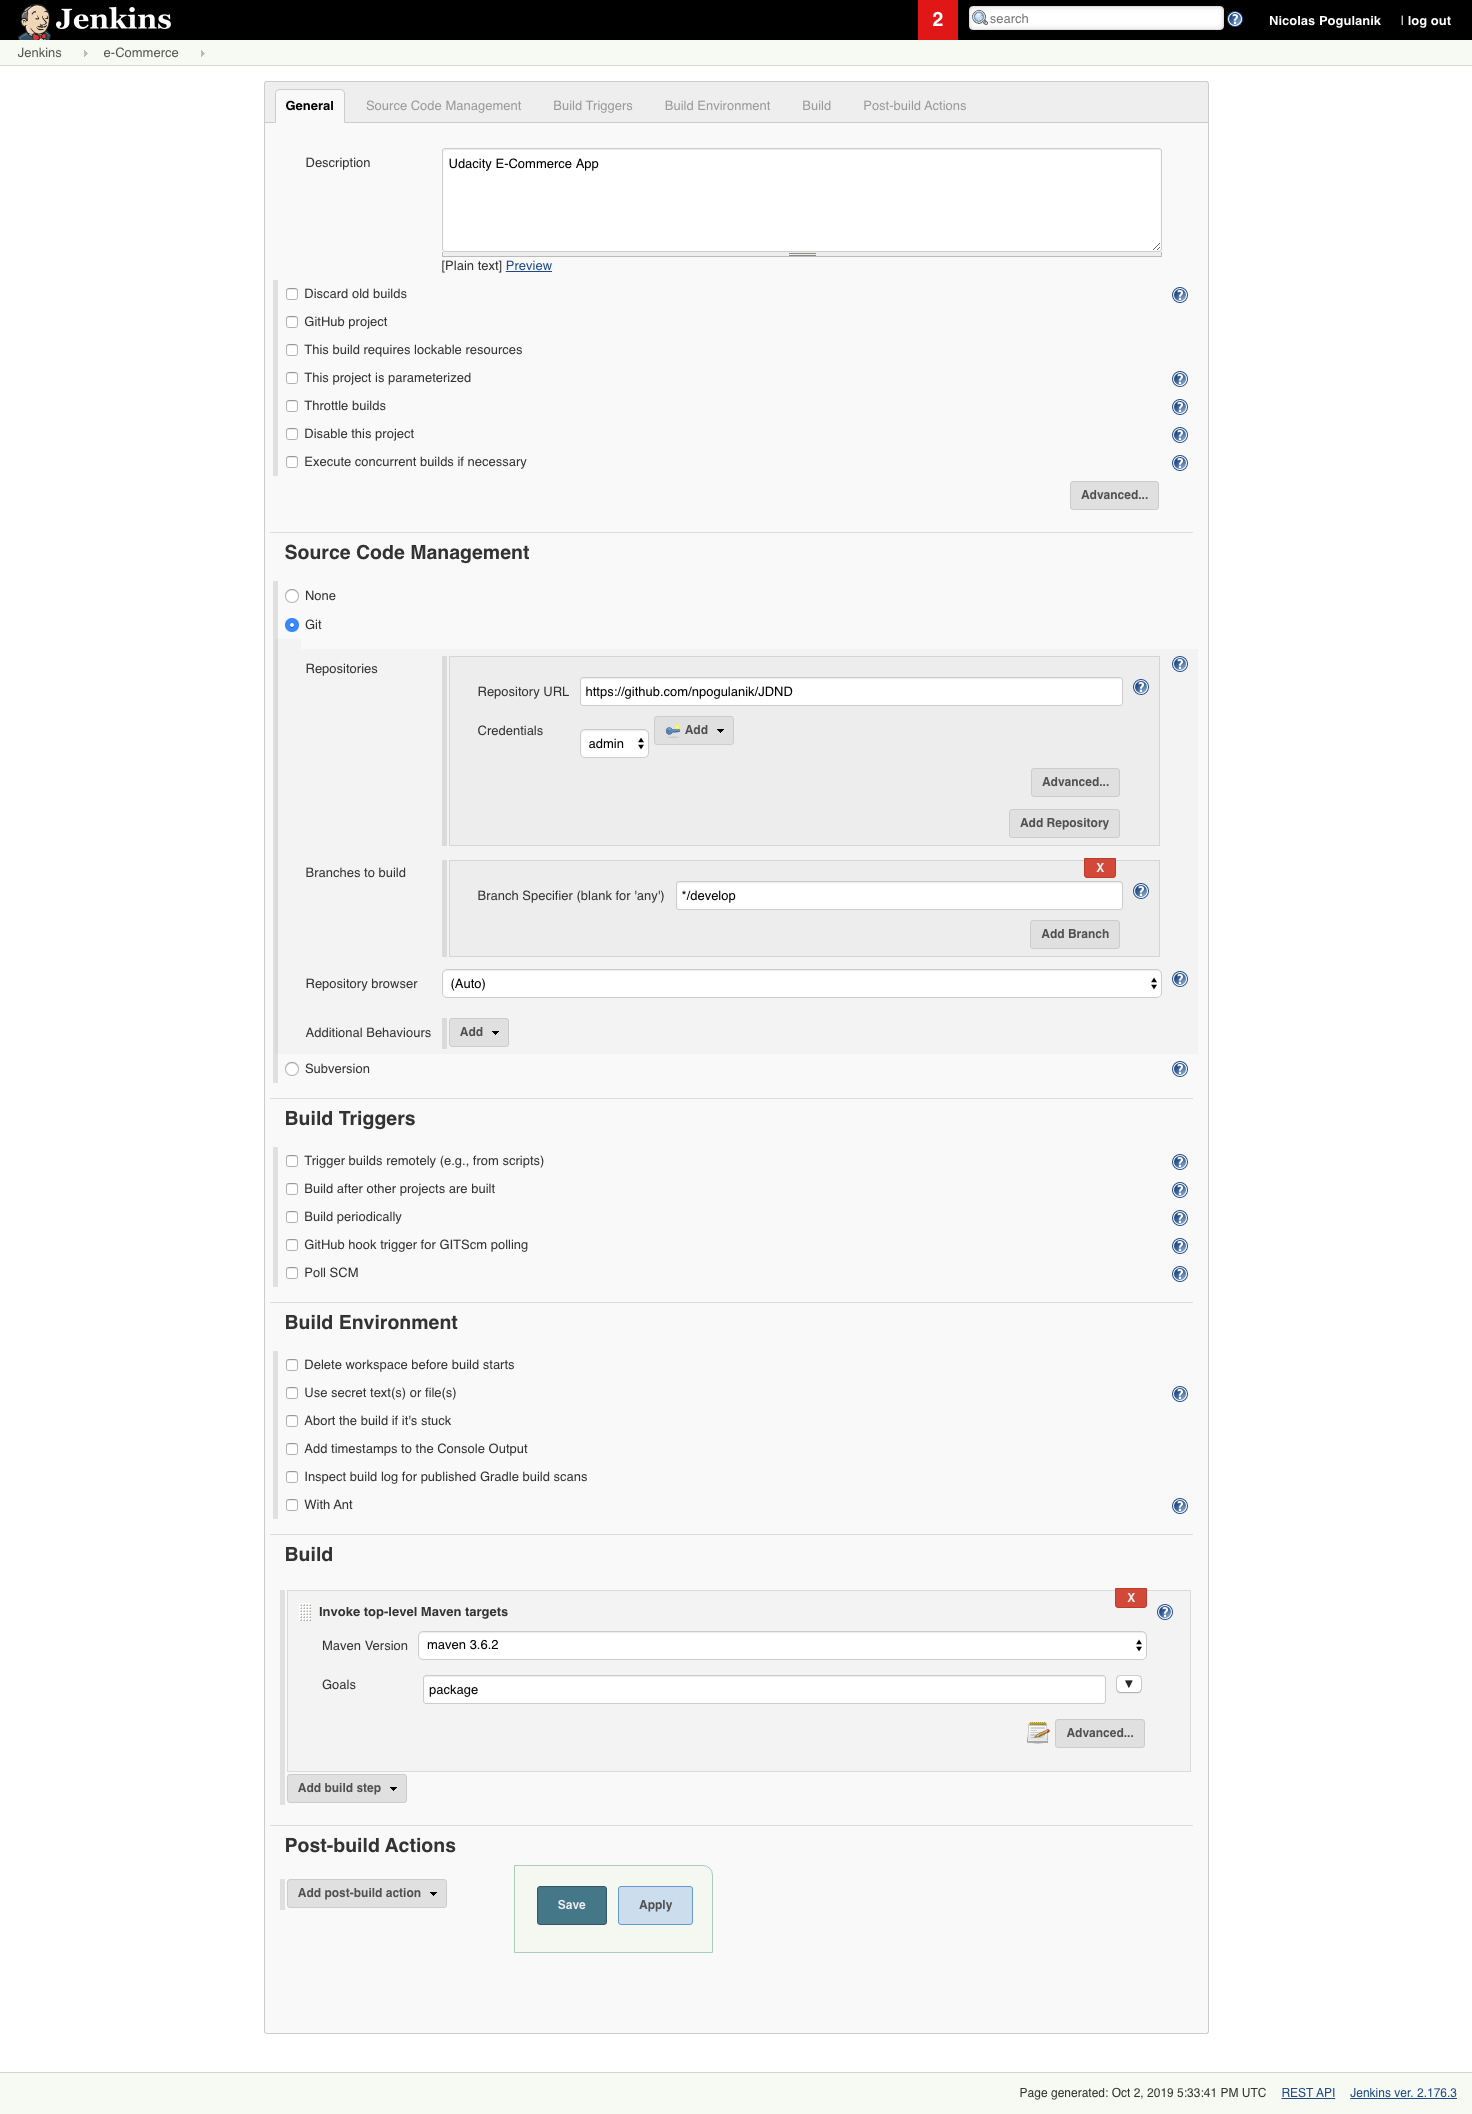 Jenkins
2
search
?
Nicolas Pogulanik
| log out
Jenkins
e-Commerce
General
Source Code Management
Build Triggers
Build Environment
Build
Post-build Actions
Description
Udacity E-Commerce App
[Plain text] Preview
Discard old builds
?
GitHub project
This build requires lockable resources
This project is parameterized
?
Throttle builds
?
Disable this project
?
Execute concurrent builds if necessary
?
Advanced...
Source Code Management
None
Git
Repositories
?
Repository URL
https://github.com/npogulanik/JDND
?
Credentials
admin
Add
Advanced...
Add Repository
Branches to build
X
Branch Specifier (blank for 'any')
*/develop
?
Add Branch
Repository browser
(Auto)
?
Additional Behaviours
Add
Subversion
?
Build Triggers
Trigger builds remotely (e.g., from scripts)
?
Build after other projects are built
?
Build periodically
?
GitHub hook trigger for GITScm polling
?
Poll SCM
?
Build Environment
Delete workspace before build starts
Use secret text(s) or file(s)
?
Abort the build if it's stuck
Add timestamps to the Console Output
Inspect build log for published Gradle build scans
With Ant
?
Build
X
Invoke top-level Maven targets
?
Maven Version
maven 3.6.2
Goals
package
Advanced...
Add build step
Post-build Actions
Add post-build action
Save
Apply
Page generated: Oct 2, 2019 5:33:41 PM UTC
REST API
Jenkins ver. 2.176.3